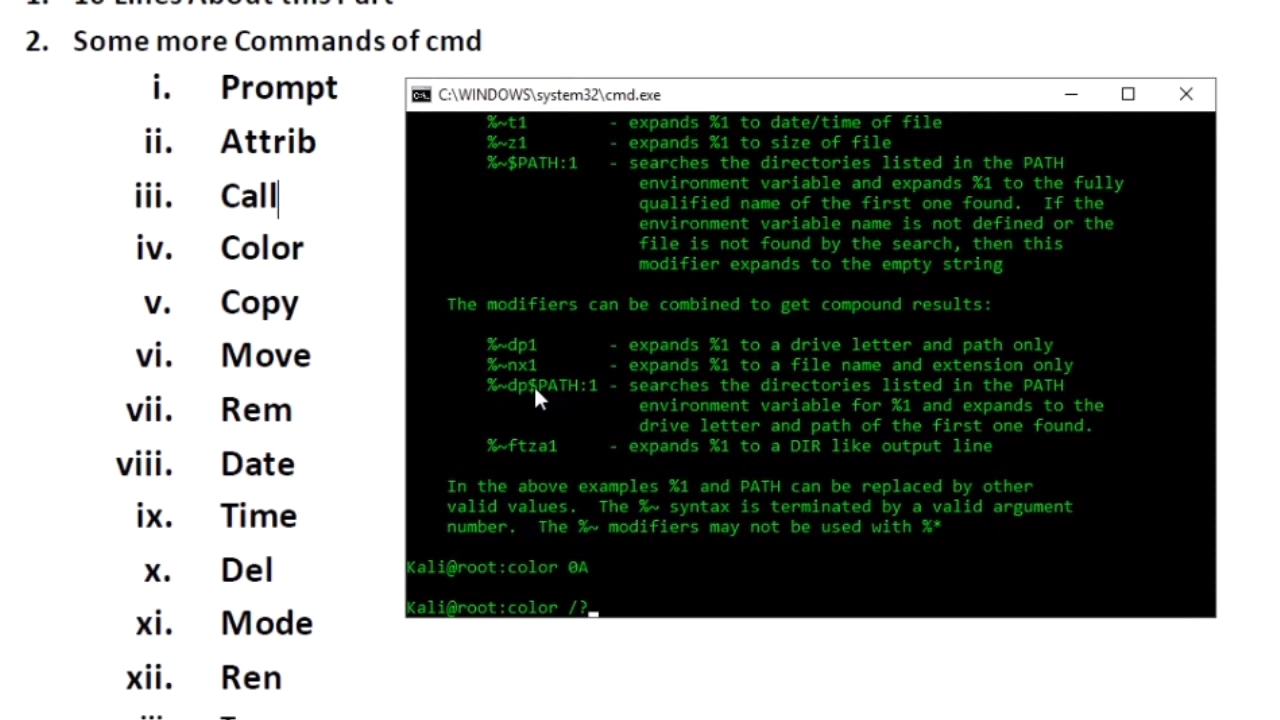 1. 10 Lines About this Part
2. Some more Commands of cmd
i. Prompt
ii. Attrib
iii. Call
iv. Color
v. Copy
vi. Move
vii. Rem
viii. Date
ix. Time
x. Del
xi. Mode
xii. Ren
C:\WINDOWS\system32\cmd.exe
%~t1 - expands %1 to date/time of file
%~z1 - expands %1 to size of file
%~$PATH:1 - searches the directories listed in the PATH
environment variable and expands %1 to the fully
qualified name of the first one found. If the
environment variable name is not defined or the
file is not found by the search, then this
modifier expands to the empty string
The modifiers can be combined to get compound results:
%~dp1 - expands %1 to a drive letter and path only
%~nx1 - expands %1 to a file name and extension only
%~dp$PATH:1 - searches the directories listed in the PATH
environment variable for %1 and expands to the
drive letter and path of the first one found.
%~ftza1 - expands %1 to a DIR like output line
In the above examples %1 and PATH can be replaced by other
valid values. The %~ syntax is terminated by a valid argument
number. The %~ modifiers may not be used with %*
Kali@root:color 0A
Kali@root:color /?